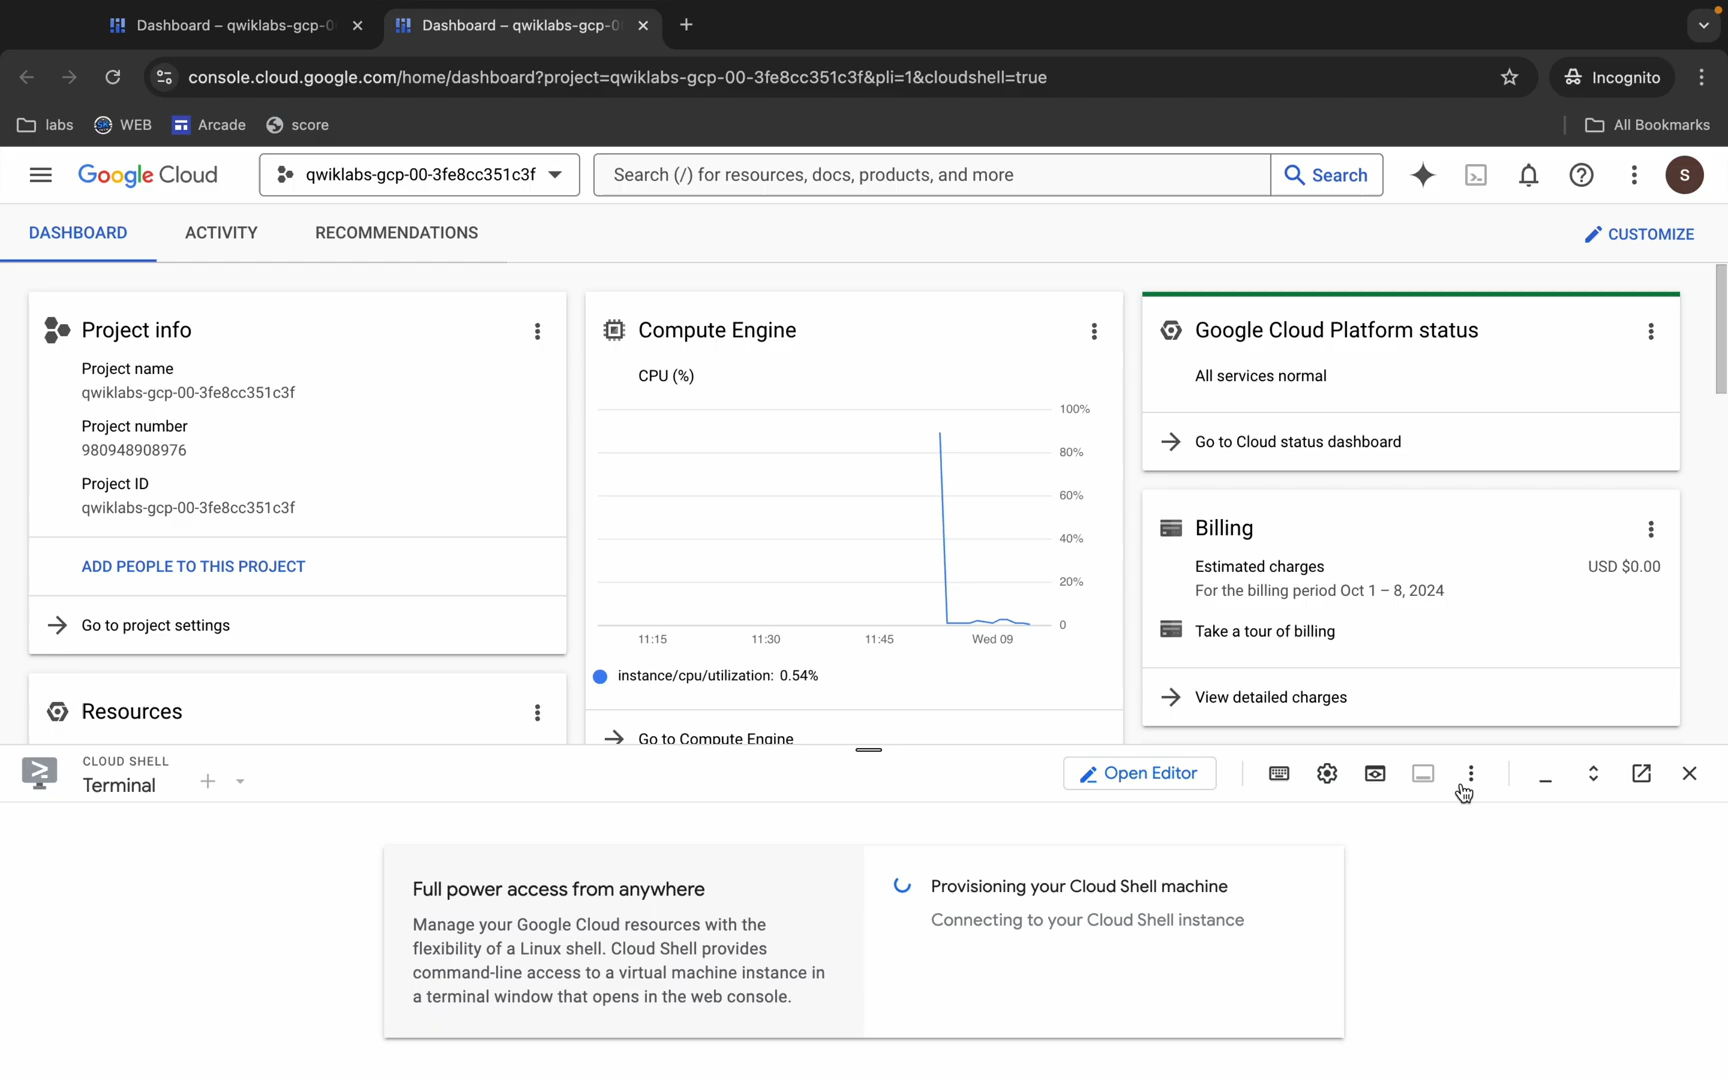 Dashboard – qwiklabs-gcp-0
Dashboard – qwiklabs-gcp-0
console.cloud.google.com/home/dashboard?project=qwiklabs-gcp-00-3fe8cc351c3f&pli=1&cloudshell=true
Incognito
labs
WEB
Arcade
score
All Bookmarks
Google Cloud
qwiklabs-gcp-00-3fe8cc351c3f
Search (/) for resources, docs, products, and more
Search
S
DASHBOARD
ACTIVITY
RECOMMENDATIONS
CUSTOMIZE
Project info
Project name
qwiklabs-gcp-00-3fe8cc351c3f
Project number
980948908976
Project ID
qwiklabs-gcp-00-3fe8cc351c3f
ADD PEOPLE TO THIS PROJECT
Go to project settings
Resources
Compute Engine
CPU (%)
100%
80%
60%
40%
20%
0
11:15
11:30
11:45
Wed 09
instance/cpu/utilization: 0.54%
Go to Compute Engine
Google Cloud Platform status
All services normal
Go to Cloud status dashboard
Billing
Estimated charges
USD $0.00
For the billing period Oct 1 – 8, 2024
Take a tour of billing
View detailed charges
CLOUD SHELL
Terminal
Open Editor
Full power access from anywhere
Manage your Google Cloud resources with the
flexibility of a Linux shell. Cloud Shell provides
command-line access to a virtual machine instance in
a terminal window that opens in the web console.
Provisioning your Cloud Shell machine
Connecting to your Cloud Shell instance